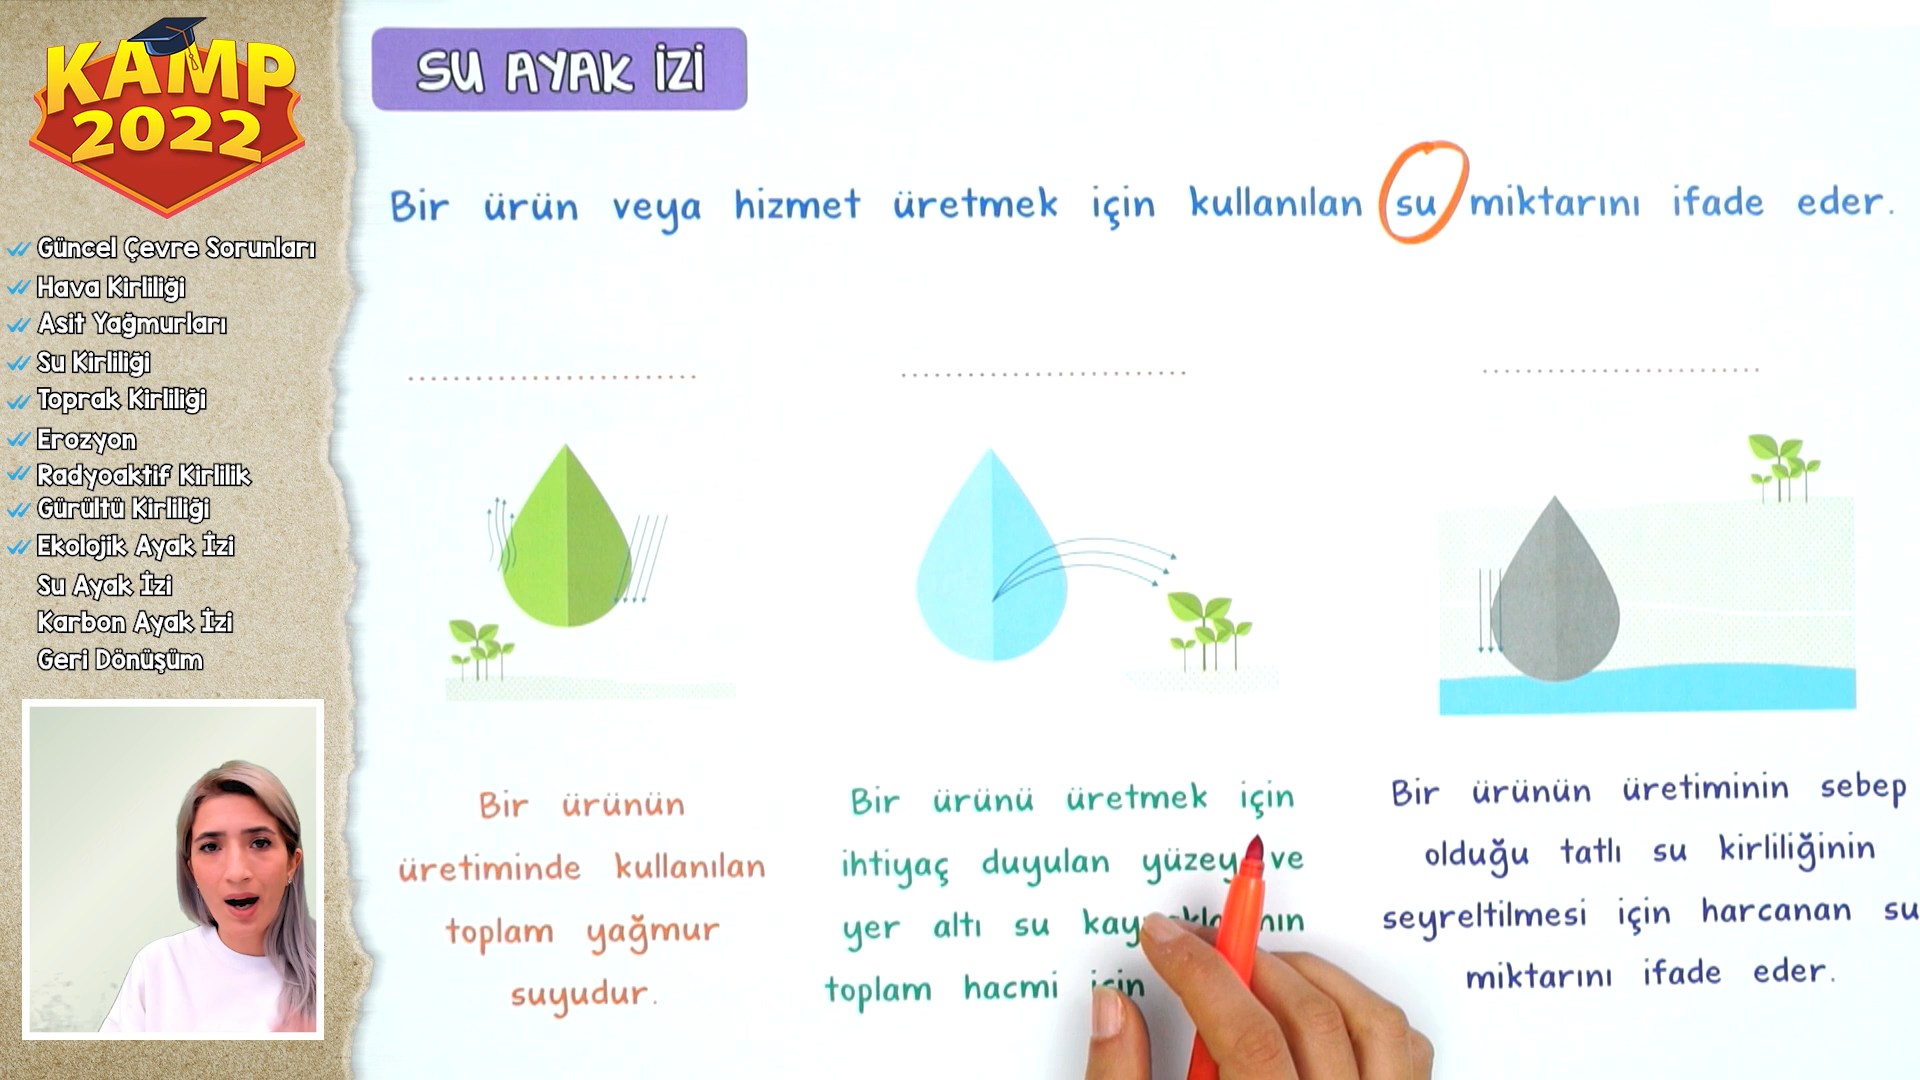 KAMP
2022
Güncel Çevre Sorunları
Hava Kirliliği
Asit Yağmurları
Su Kirliliği
Toprak Kirliliği
Erozyon
Radyoaktif Kirlilik
Gürültü Kirliliği
Ekolojik Ayak İzi
Su Ayak İzi
Karbon Ayak İzi
Geri Dönüşüm
SU AYAK İZİ
Bir ürün veya hizmet üretmek için kullanılan su miktarını ifade eder.
Bir ürünün
üretiminde kullanılan
toplam yağmur
suyudur.
Bir ürünü üretmek için
ihtiyaç duyulan yüzey ve
yer altı su
toplam hacmi için
Bir ürünün üretiminin sebep
olduğu tatlı su kirliliğinin
seyreltilmesi için harcanan su
miktarını ifade eder.